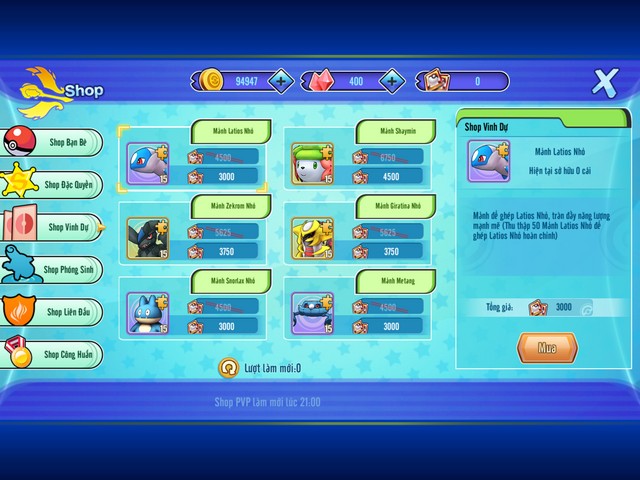 Shop
94947
400
0
Shop Bạn Bè
Shop Đặc Quyền
Shop Vinh Dự
Shop Phóng Sinh
Shop Liên Đấu
Shop Công Huấn
Mảnh Latios Nhỏ
15
4500
3000
Mảnh Shaymin
15
6750
4500
Mảnh Zekrom Nhỏ
15
5625
3750
Mảnh Giratina Nhỏ
15
5625
3750
Mảnh Snorlax Nhỏ
15
4500
3000
Mảnh Metang
15
4500
3000
Lượt làm mới:0
Shop PVP làm mới lúc 21:00
Shop Vinh Dự
15
Mảnh Latios Nhỏ
Hiện tại sở hữu 0 cái
Mảnh để ghép Latios Nhỏ, tràn đầy năng lượng
mạnh mẽ (Thu thập 50 Mảnh Latios Nhỏ để
ghép Latios Nhỏ hoàn chỉnh)
Tổng giá:
3000
Mua